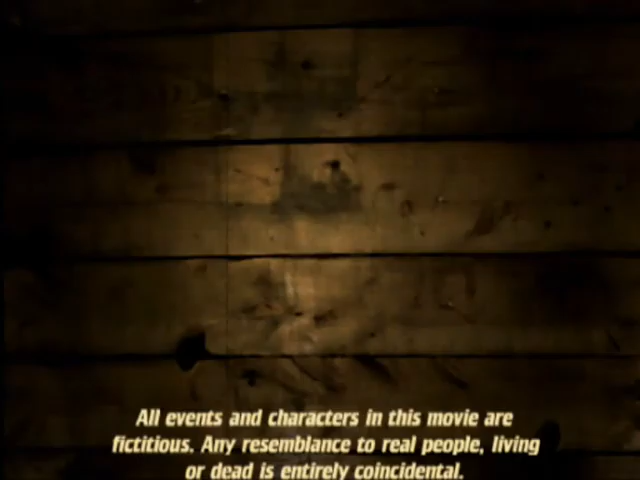 All events and characters in this movie are
fictitious. Any resemblance to real people, living
or dead is entirely coincidental.